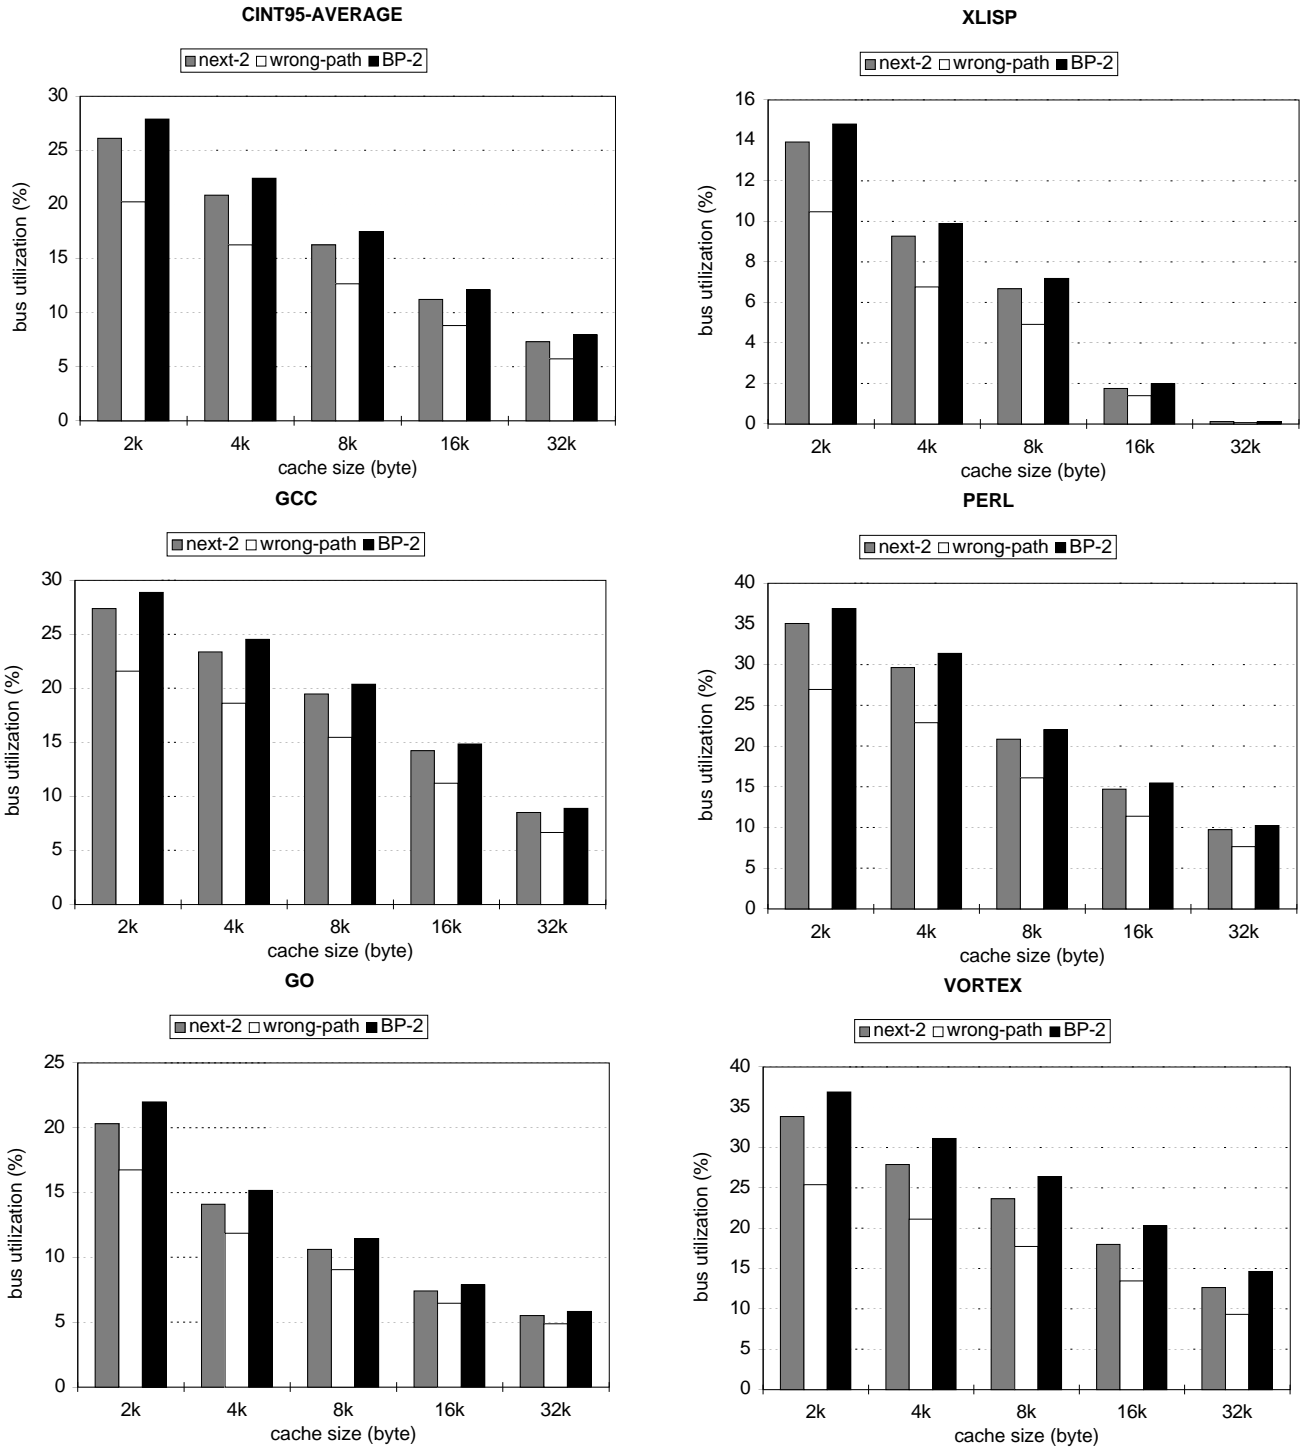 CINT95-AVERAGE
next-2 wrong-path BP-2
bus utilization (%)
30
25
20
15
10
5
0
2k 4k 8k 16k 32k
cache size (byte)
XLISP
next-2 wrong-path BP-2
bus utilization (%)
16
14
12
10
8
6
4
2
0
2k 4k 8k 16k 32k
cache size (byte)
GCC
next-2 wrong-path BP-2
bus utilization (%)
30
25
20
15
10
5
0
2k 4k 8k 16k 32k
cache size (byte)
PERL
next-2 wrong-path BP-2
bus utilization (%)
40
35
30
25
20
15
10
5
0
2k 4k 8k 16k 32k
cache size (byte)
GO
next-2 wrong-path BP-2
bus utilization (%)
25
20
15
10
5
0
2k 4k 8k 16k 32k
cache size (byte)
VORTEX
next-2 wrong-path BP-2
bus utilization (%)
40
35
30
25
20
15
10
5
0
2k 4k 8k 16k 32k
cache size (byte)